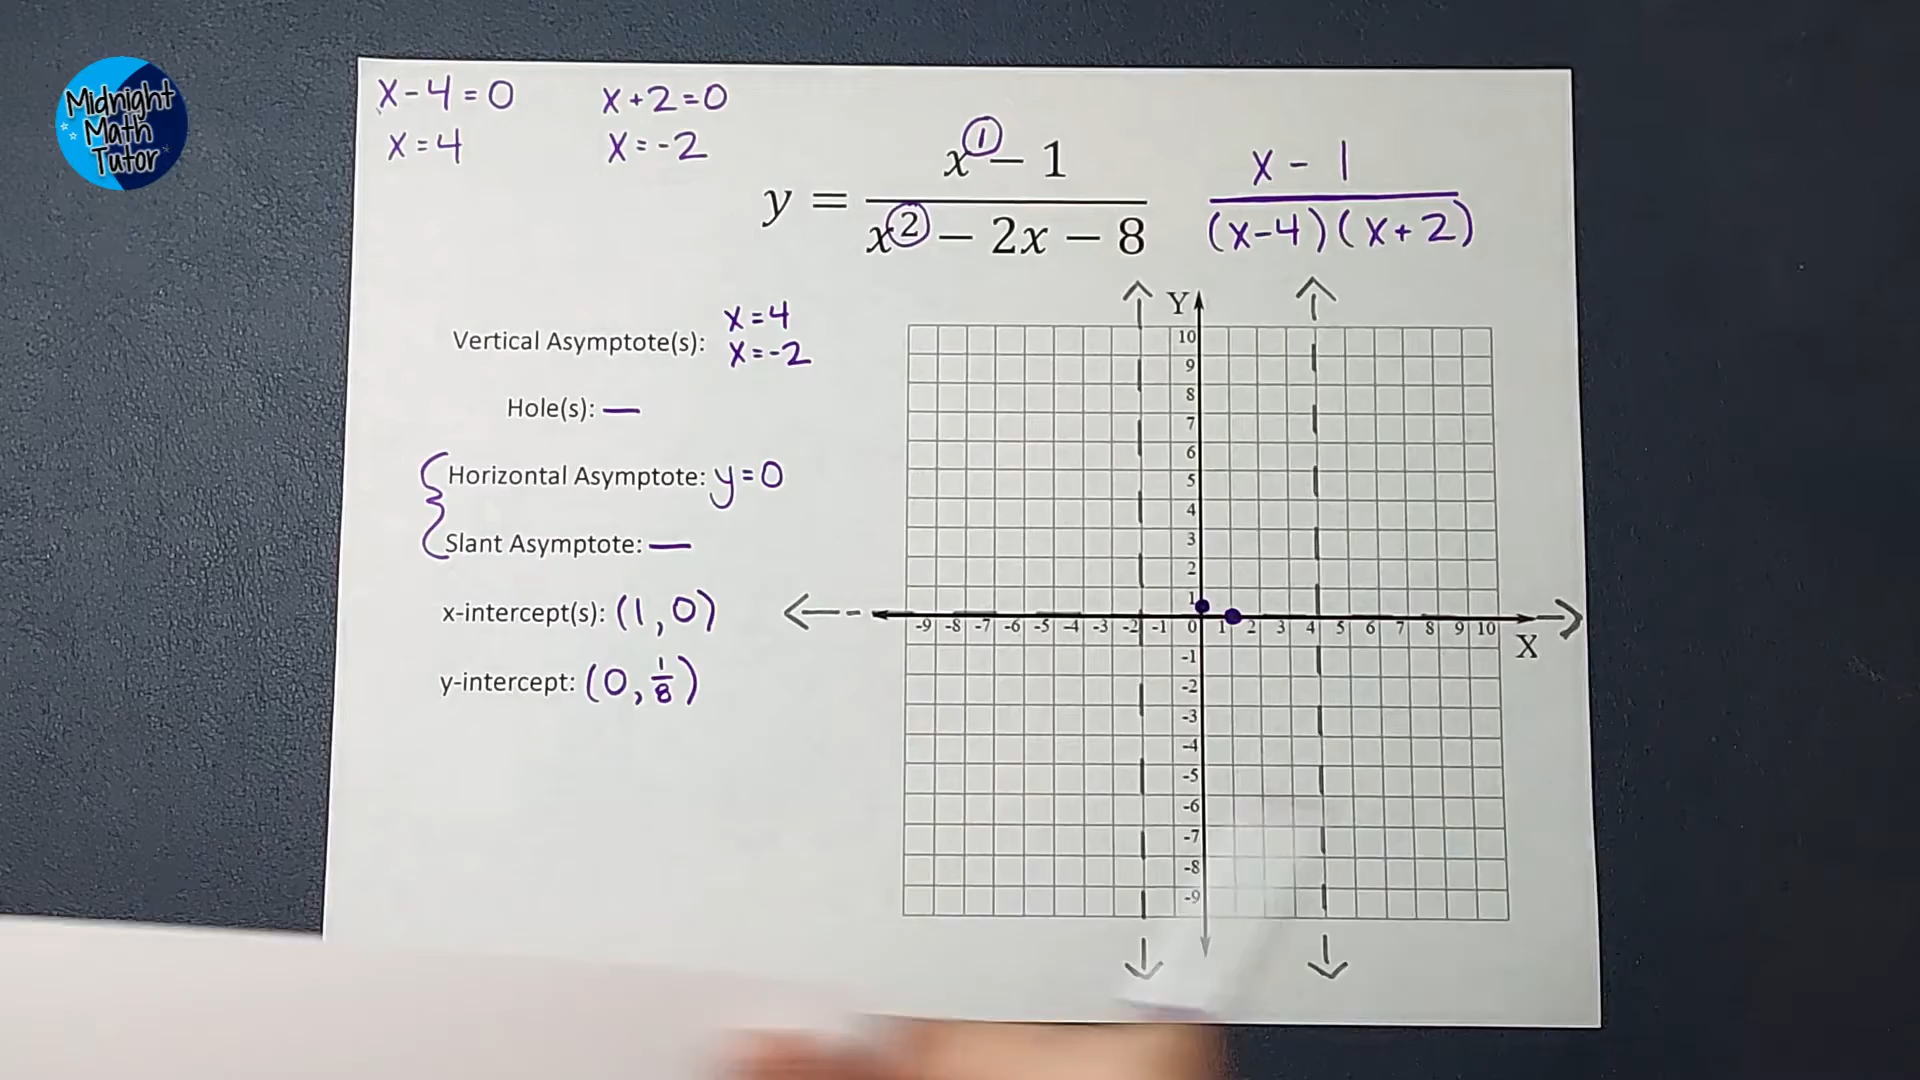 Midnight
Math
Tutor
x-4=0
x=4
x+2=0
x=-2
y = (x^① - 1)/(x^② - 2x - 8)
(x-1)/((x-4)(x+2))
Vertical Asymptote(s): x=4
x=-2
Hole(s): —
Horizontal Asymptote: y=0
Slant Asymptote: —
x-intercept(s): (1,0)
y-intercept: (0,1/8)
Y
10
9
8
7
6
5
4
3
2
1
-9 -8 -7 -6 -5 -4 -3 -2 -1 0 1 2 3 4 5 6 7 8 9 10
X
-1
-2
-3
-4
-5
-6
-7
-8
-9